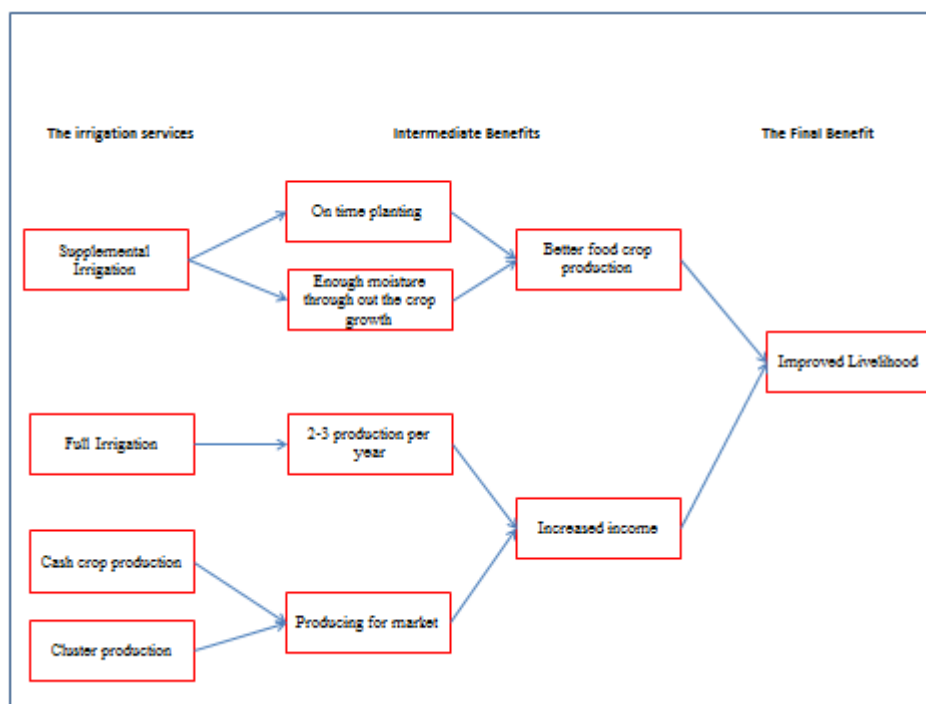 The irrigation services
Intermediate Benefits
The Final Benefit
On time planting
Supplemental
Irrigation
Better food crop
production
Enough moisture
through out the crop
growth
Improved Livelihood
Full Irrigation
2-3 production per
year
Increased income
Cash crop production
Producing for market
Cluster production